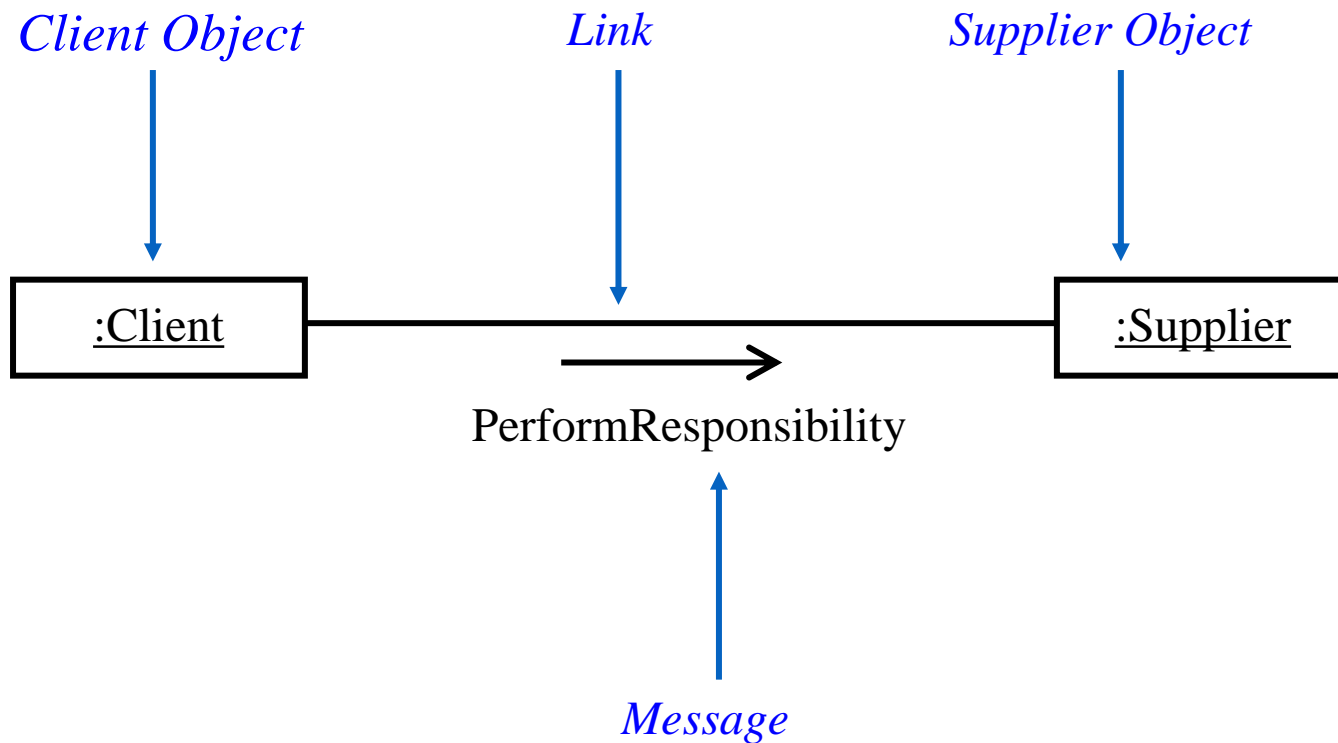 Client Object
Link
Supplier Object
:Client
:Supplier
PerformResponsibility
Message